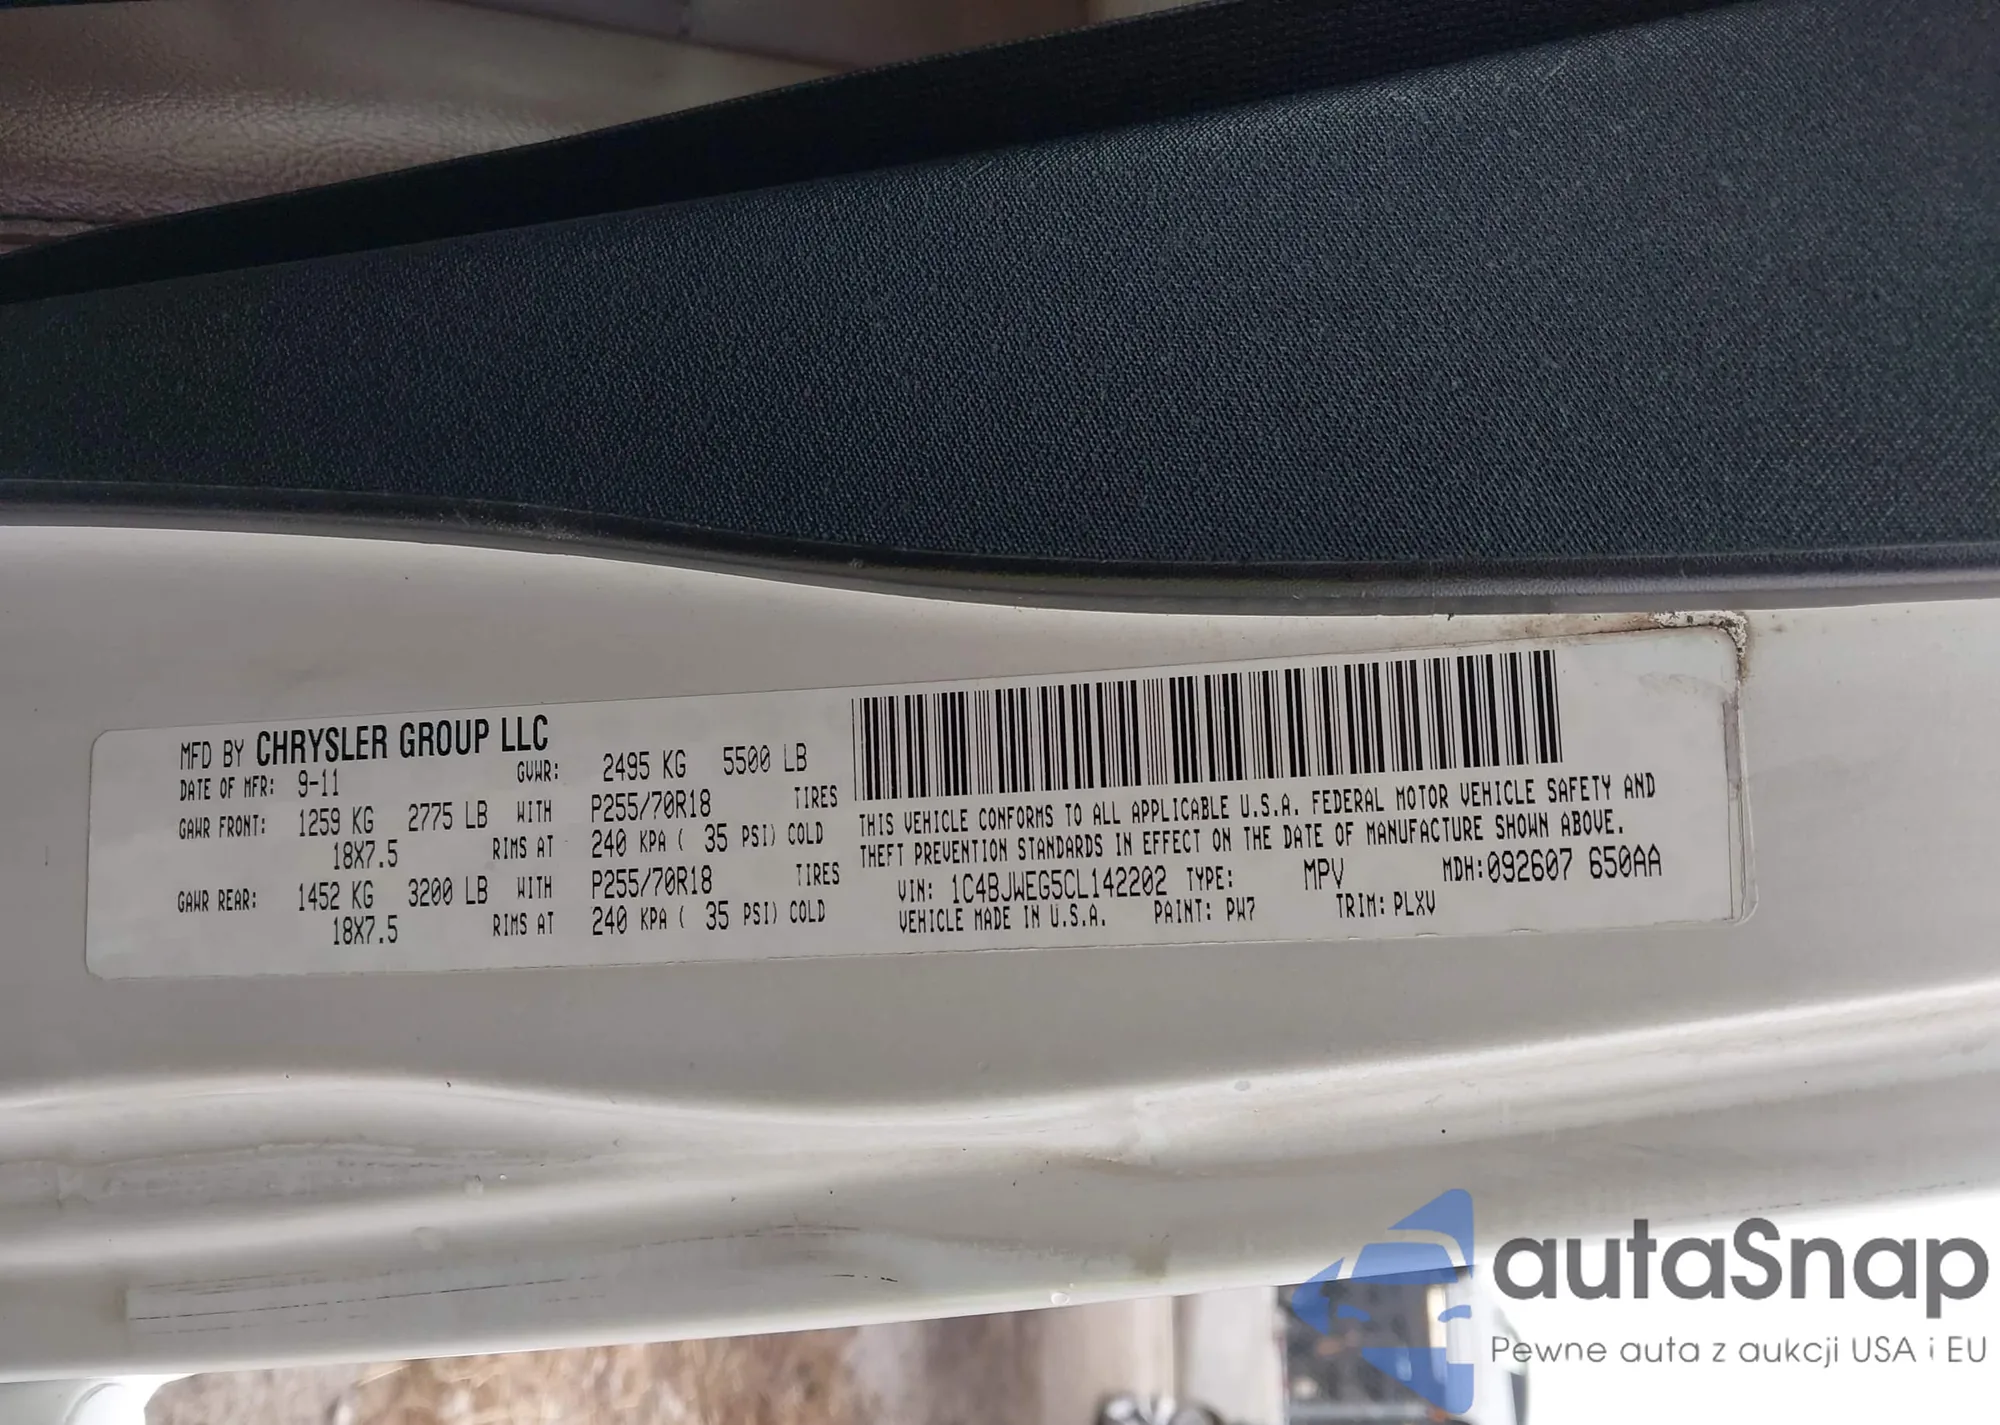 MFD BY CHRYSLER GROUP LLC
DATE OF MFR: 9-11 GVWR: 2495 KG 5500 LB
GAWR FRONT: 1259 KG 2775 LB WITH P255/70R18 TIRES
18X7.5 RIMS AT 240 KPA ( 35 PSI) COLD
GAWR REAR: 1452 KG 3200 LB WITH P255/70R18 TIRES
18X7.5 RIMS AT 240 KPA ( 35 PSI) COLD
THIS VEHICLE CONFORMS TO ALL APPLICABLE U.S.A. FEDERAL MOTOR VEHICLE SAFETY AND
THEFT PREVENTION STANDARDS IN EFFECT ON THE DATE OF MANUFACTURE SHOWN ABOVE.
VIN: 1C4BJWEG5CL142202 TYPE: MPV MDH:092607 650AA
VEHICLE MADE IN U.S.A. PAINT: PW7 TRIM: PLXV
autaSnap
Pewne auta z aukcji USA i EU